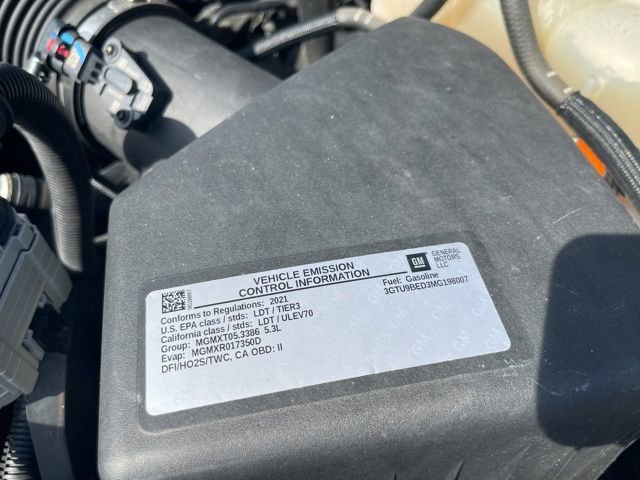 VEHICLE EMISSION
CONTROL INFORMATION
GM
GENERAL
MOTORS
LLC
Fuel: Gasoline
3GTU9BED3MG198007
Conforms to Regulations: 2021
U.S. EPA class / stds: LDT / TIER3
California class / stds: LDT / ULEV70
Group: MGMXT05.3386 5.3L
Evap: MGMXR017350D
DFI/HO2S/TWC, CA OBD: II